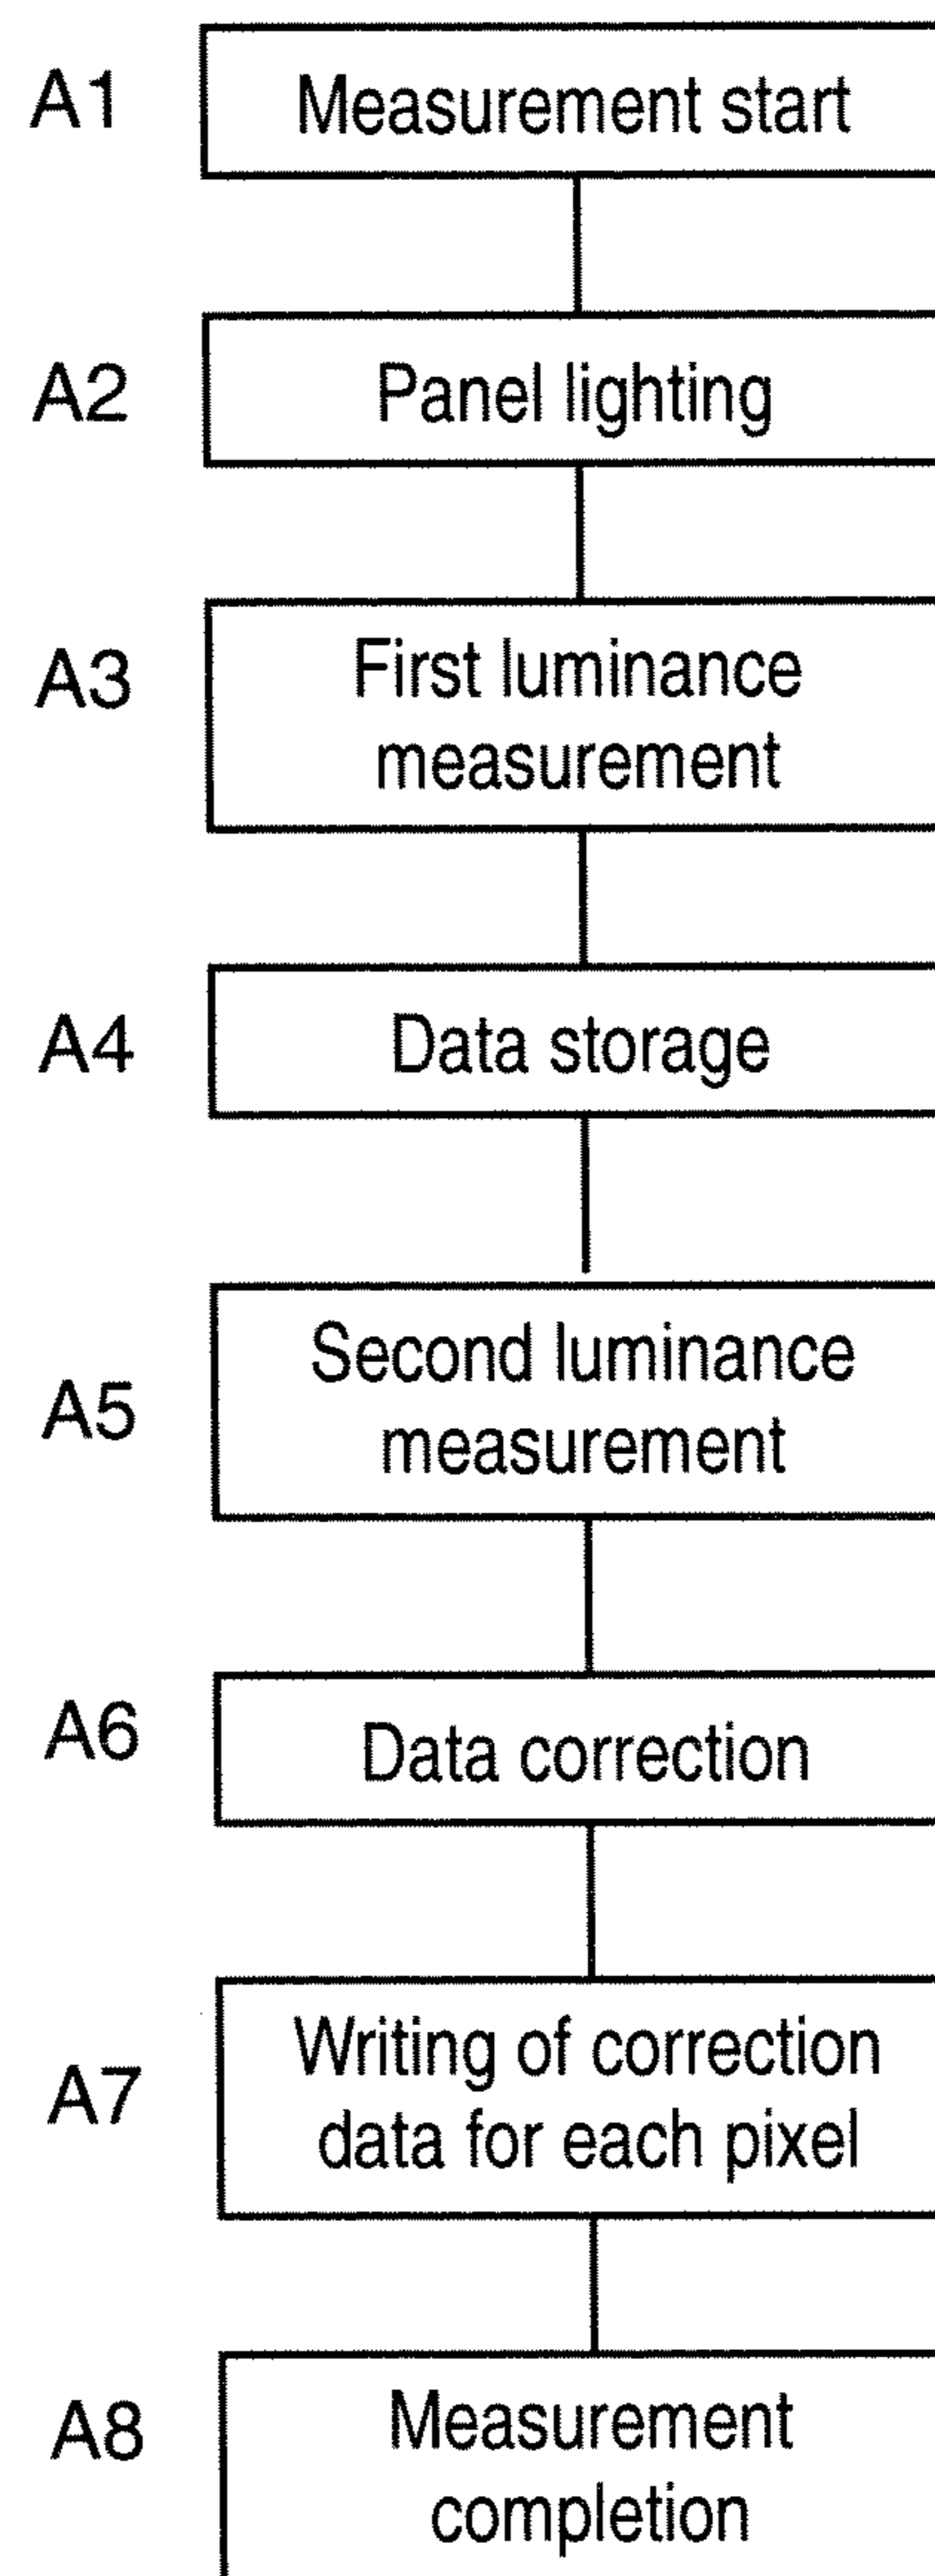 A1 Measurement start
A2 Panel lighting
A3 First luminance
measurement
A4 Data storage
A5 Second luminance
measurement
A6 Data correction
A7 Writing of correction
data for each pixel
A8 Measurement
completion